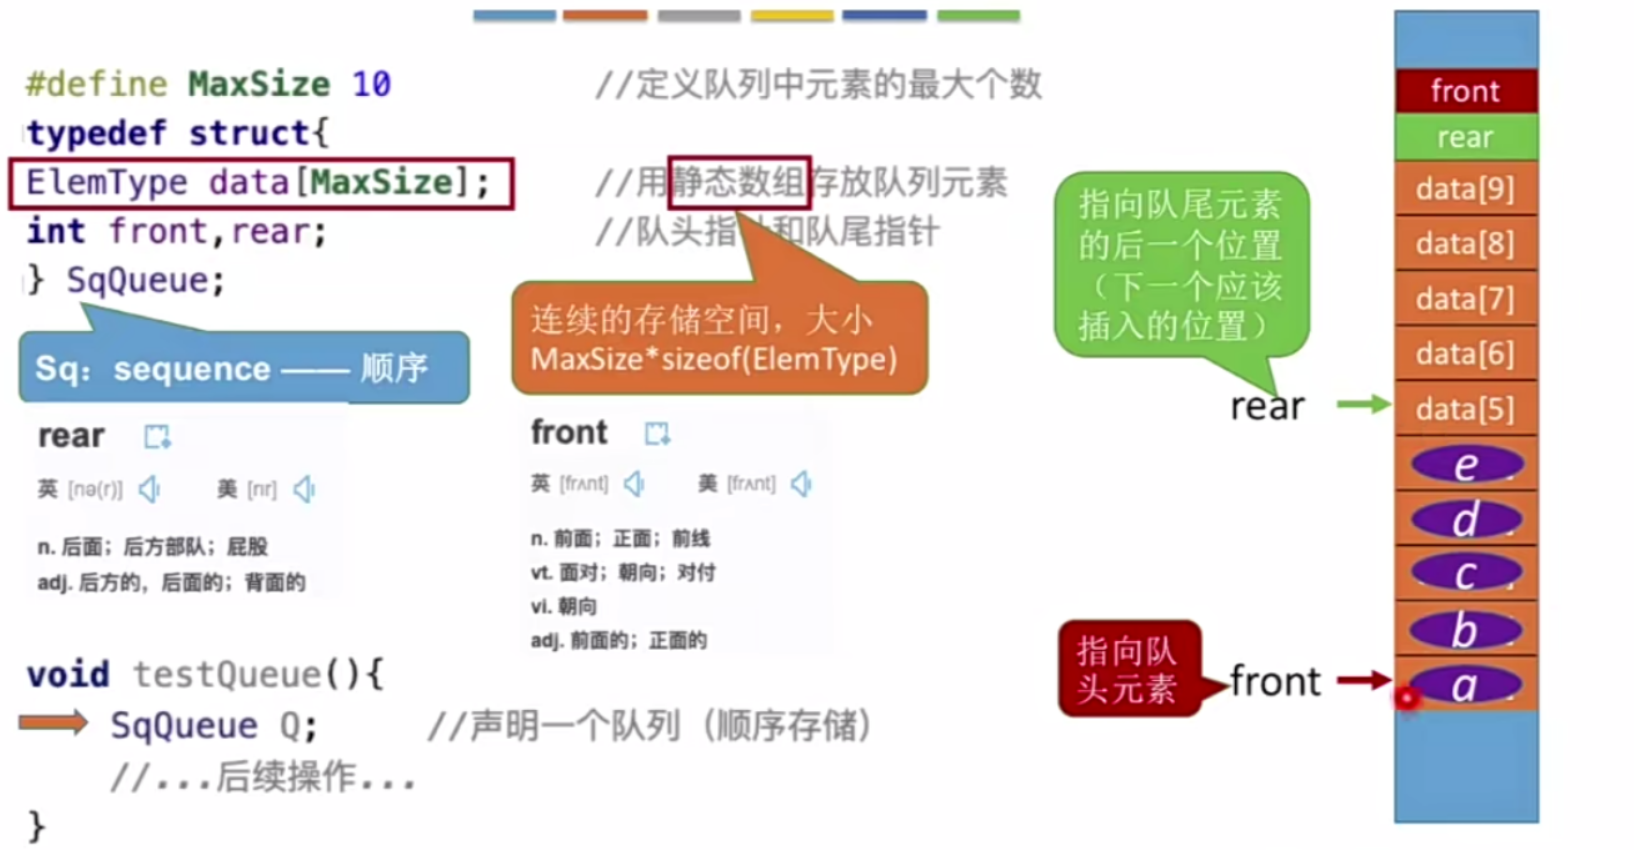 #define MaxSize 10 //定义队列中元素的最大个数
typedef struct{
ElemType data[MaxSize]; //用静态数组存放队列元素
int front,rear; //队头指 和队尾指针
} SqQueue;
Sq：sequence —— 顺序
连续的存储空间，大小
MaxSize*sizeof(ElemType)
rear
英 [rɪə(r)] 美 [rɪr]
n. 后面；后方部队；屁股
adj. 后方的，后面的；背面的
front
英 [frʌnt] 美 [frʌnt]
n. 前面；正面；前线
vt. 面对；朝向；对付
vi. 朝向
adj. 前面的；正面的
void testQueue(){
SqQueue Q; //声明一个队列（顺序存储）
//...后续操作...
}
指向队尾元素
的后一个位置
（下一个应该
插入的位置）
rear
指向队
头元素
front
front
rear
data[9]
data[8]
data[7]
data[6]
data[5]
e
d
c
b
a